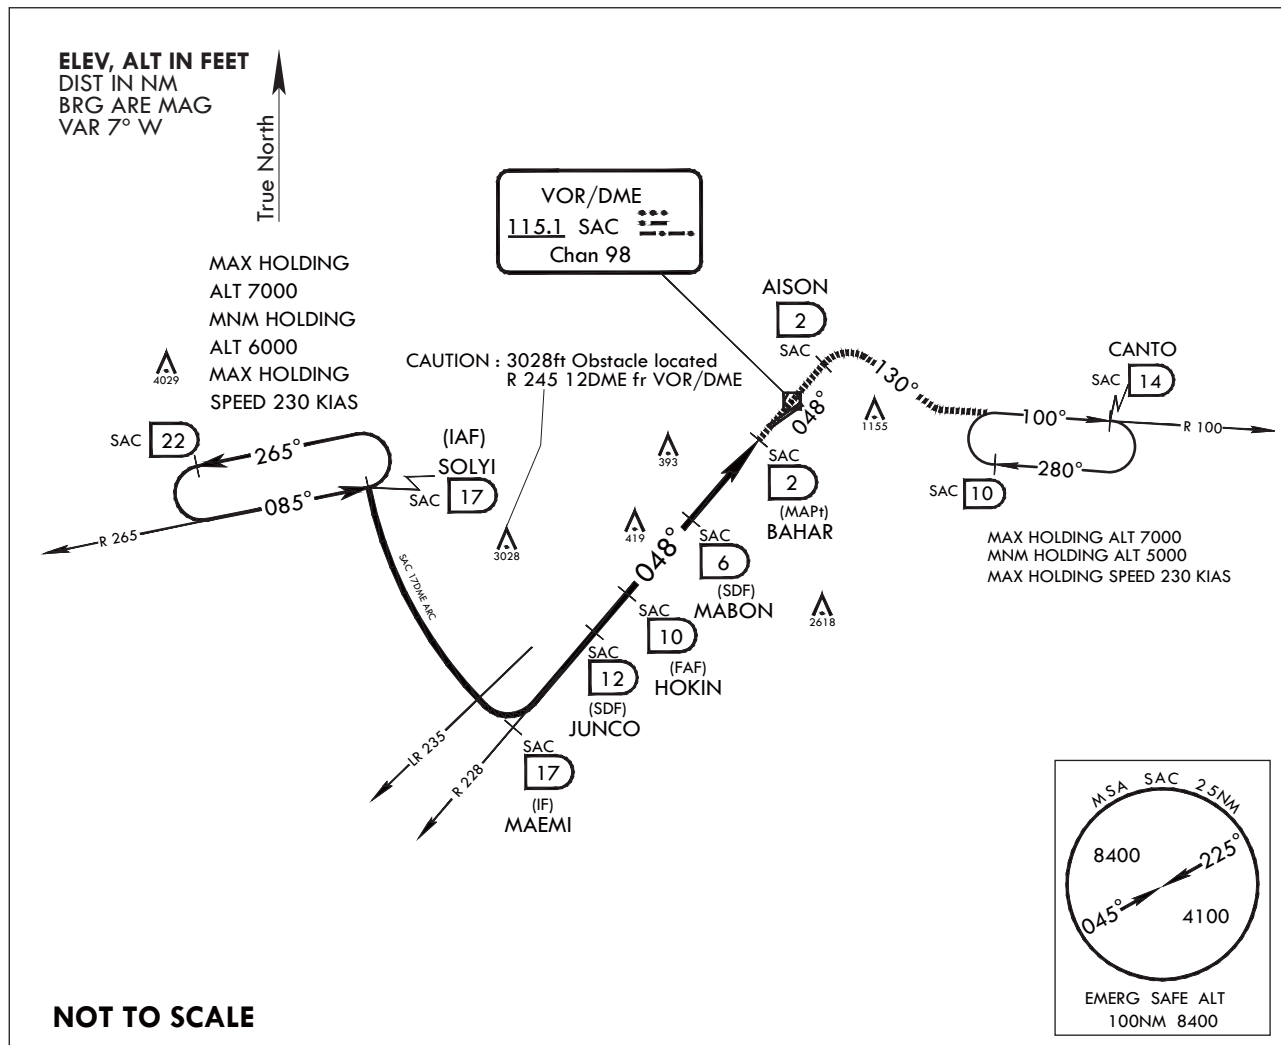 ELEV, ALT IN FEET
DIST IN NM
BRG ARE MAG
VAR 7° W
True North
VOR/DME
115.1 SAC
Chan 98
MAX HOLDING
ALT 7000
MNM HOLDING
ALT 6000
MAX HOLDING
SPEED 230 KIAS
4029
CAUTION : 3028ft Obstacle located
R 245 12DME fr VOR/DME
AISON
2
SAC
CANTO
SAC 14
130°
1155
100°
R 100
280°
SAC 10
MAX HOLDING ALT 7000
MNM HOLDING ALT 5000
MAX HOLDING SPEED 230 KIAS
SAC 22
265°
085°
R 265
(IAF)
SOLYI
SAC 17
SAC 17DME ARC
3028
393
419
048°
048°
SAC
2
(MAPt)
BAHAR
SAC
6
(SDF)
MABON
2618
SAC
10
(FAF)
HOKIN
SAC
12
(SDF)
JUNCO
LR 235
R 228
SAC
17
(IF)
MAEMI
MSA SAC 25NM
8400
225°
045°
4100
EMERG SAFE ALT
100NM 8400
NOT TO SCALE